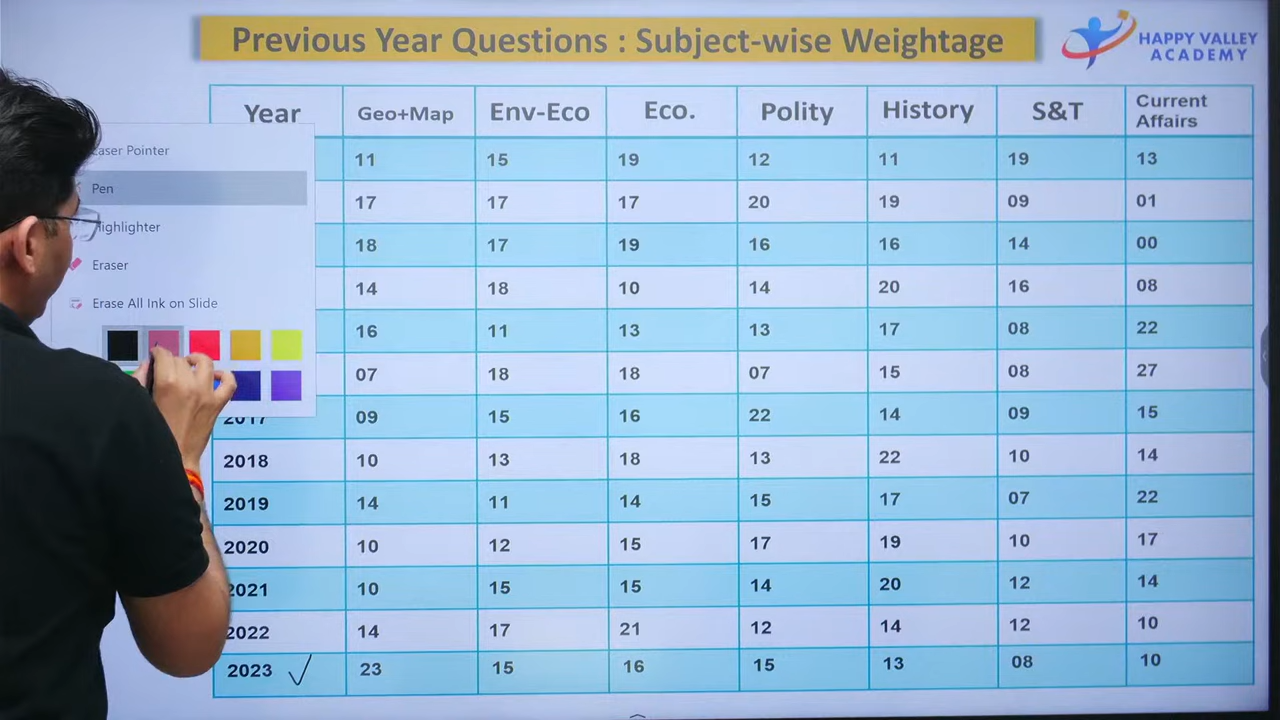 Previous Year Questions : Subject-wise Weightage
HAPPY VALLEY
ACADEMY
Year Geo+Map Env-Eco Eco. Polity History S&T Current Affairs
11 15 19 12 11 19 13
17 17 17 20 19 09 01
18 17 19 16 16 14 00
14 18 10 14 20 16 08
16 11 13 13 17 08 22
07 18 18 07 15 08 27
2017 09 15 16 22 14 09 15
2018 10 13 18 13 22 10 14
2019 14 11 14 15 17 07 22
2020 10 12 15 17 19 10 17
2021 10 15 15 14 20 12 14
2022 14 17 21 12 14 12 10
2023 23 15 16 15 13 08 10
Laser Pointer
Pen
Highlighter
Eraser
Erase All Ink on Slide